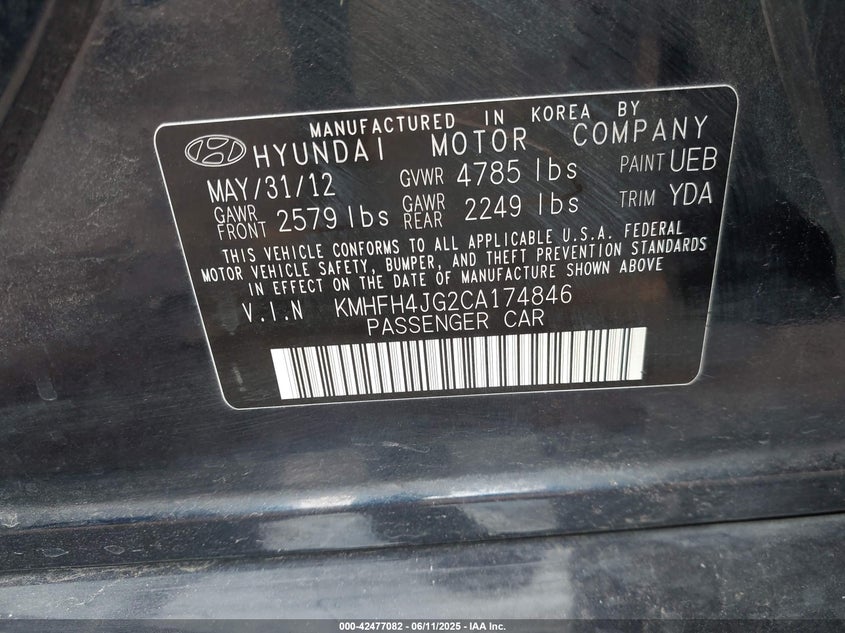 MANUFACTURED IN KOREA BY
HYUNDAI MOTOR COMPANY
MAY/31/12 GVWR 4785 lbs PAINT UEB
GAWR FRONT 2579 lbs GAWR REAR 2249 lbs TRIM YDA
THIS VEHICLE CONFORMS TO ALL APPLICABLE U.S.A. FEDERAL
MOTOR VEHICLE SAFETY, BUMPER, AND THEFT PREVENTION STANDARDS
IN EFFECT ON THE DATE OF MANUFACTURE SHOWN ABOVE
V.I.N KMHFH4JG2CA174846
PASSENGER CAR
000-42477082 - 06/11/2025 - IAA Inc.